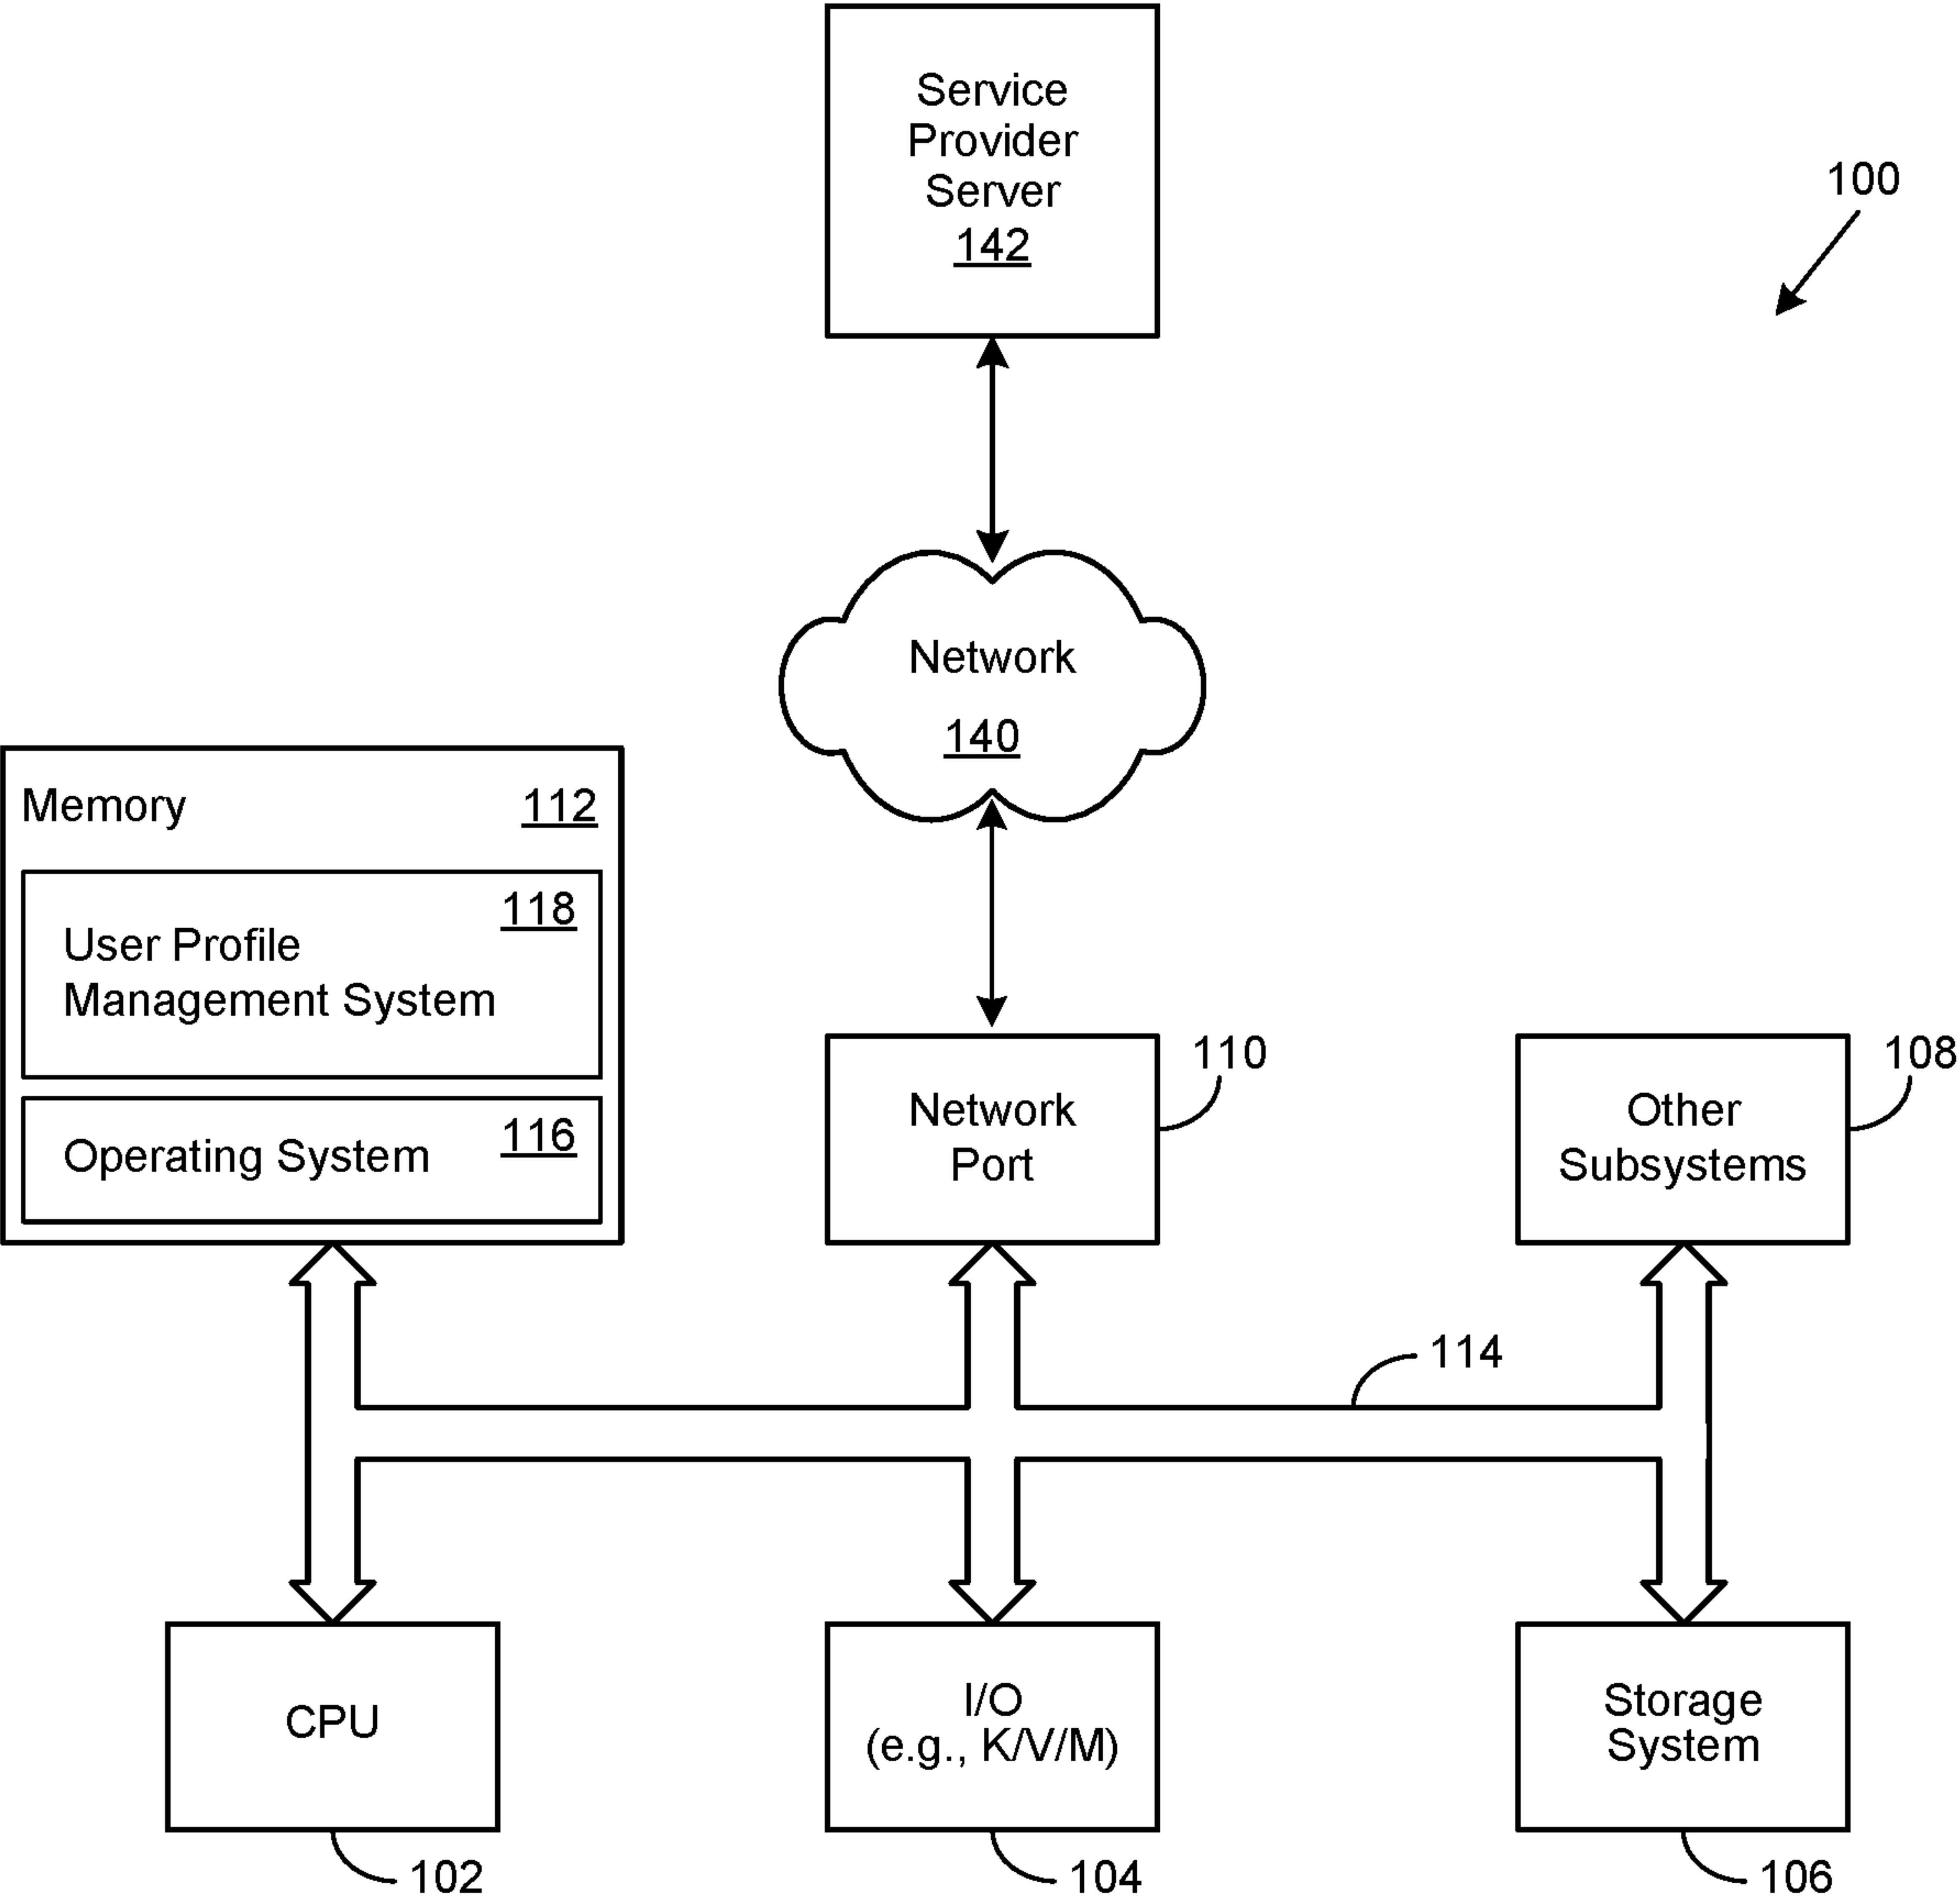 Service
Provider
Server
142
100
Network
140
Memory
112
118
User Profile
Management System
116
Operating System
Network
Port
110
Other
Subsystems
108
114
CPU
102
I/O
(e.g., K/V/M)
104
Storage
System
106